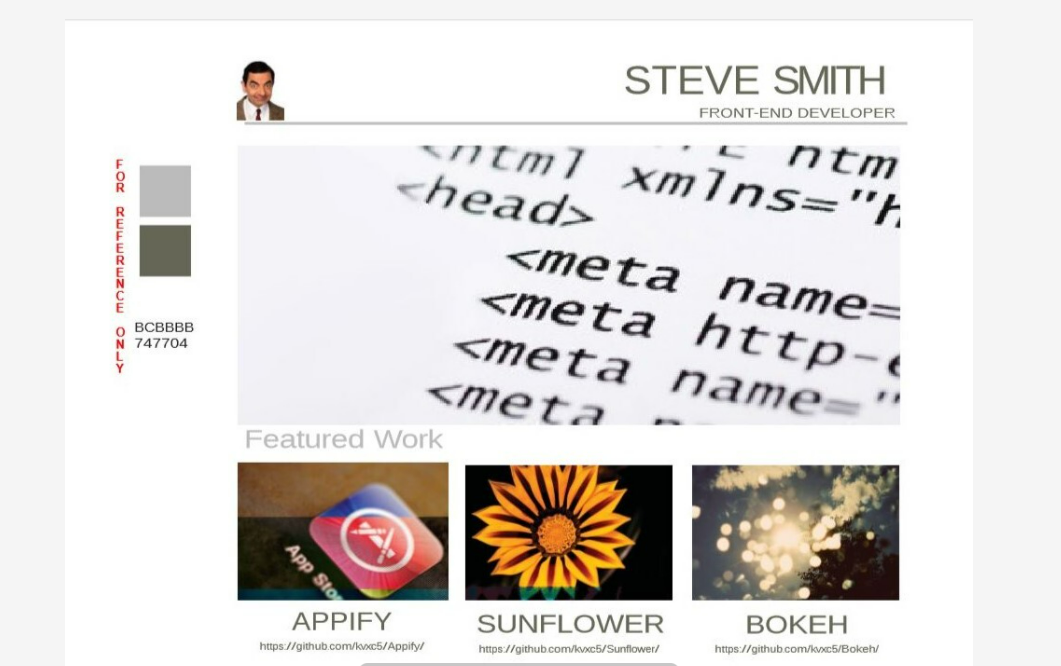 STEVE SMITH
FRONT-END DEVELOPER
FOR REFERENCE ONLY
BCBBBB
747704
<html
htm
<head>
xmlns="h
<meta name=
<meta http-e
<meta name="
<meta
Featured Work
App Sto
APPIFY
SUNFLOWER
BOKEH
https://github.com/kvxc5/Appify/
https://github.com/kvxc5/Sunflower/
https://github.com/kvxc5/Bokeh/